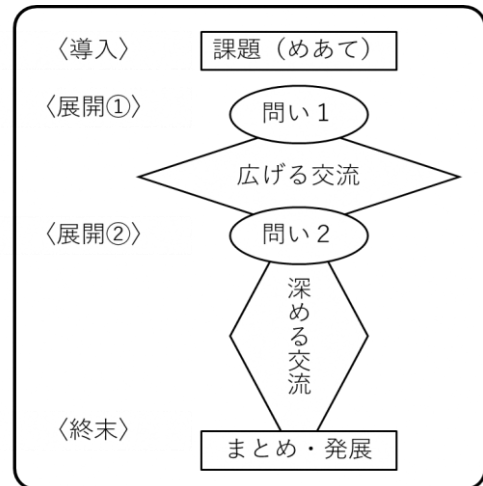 〈導入〉 課題（めあて）
〈展開①〉 問い１
広げる交流
〈展開②〉 問い２
深める交流
〈終末〉 まとめ・発展